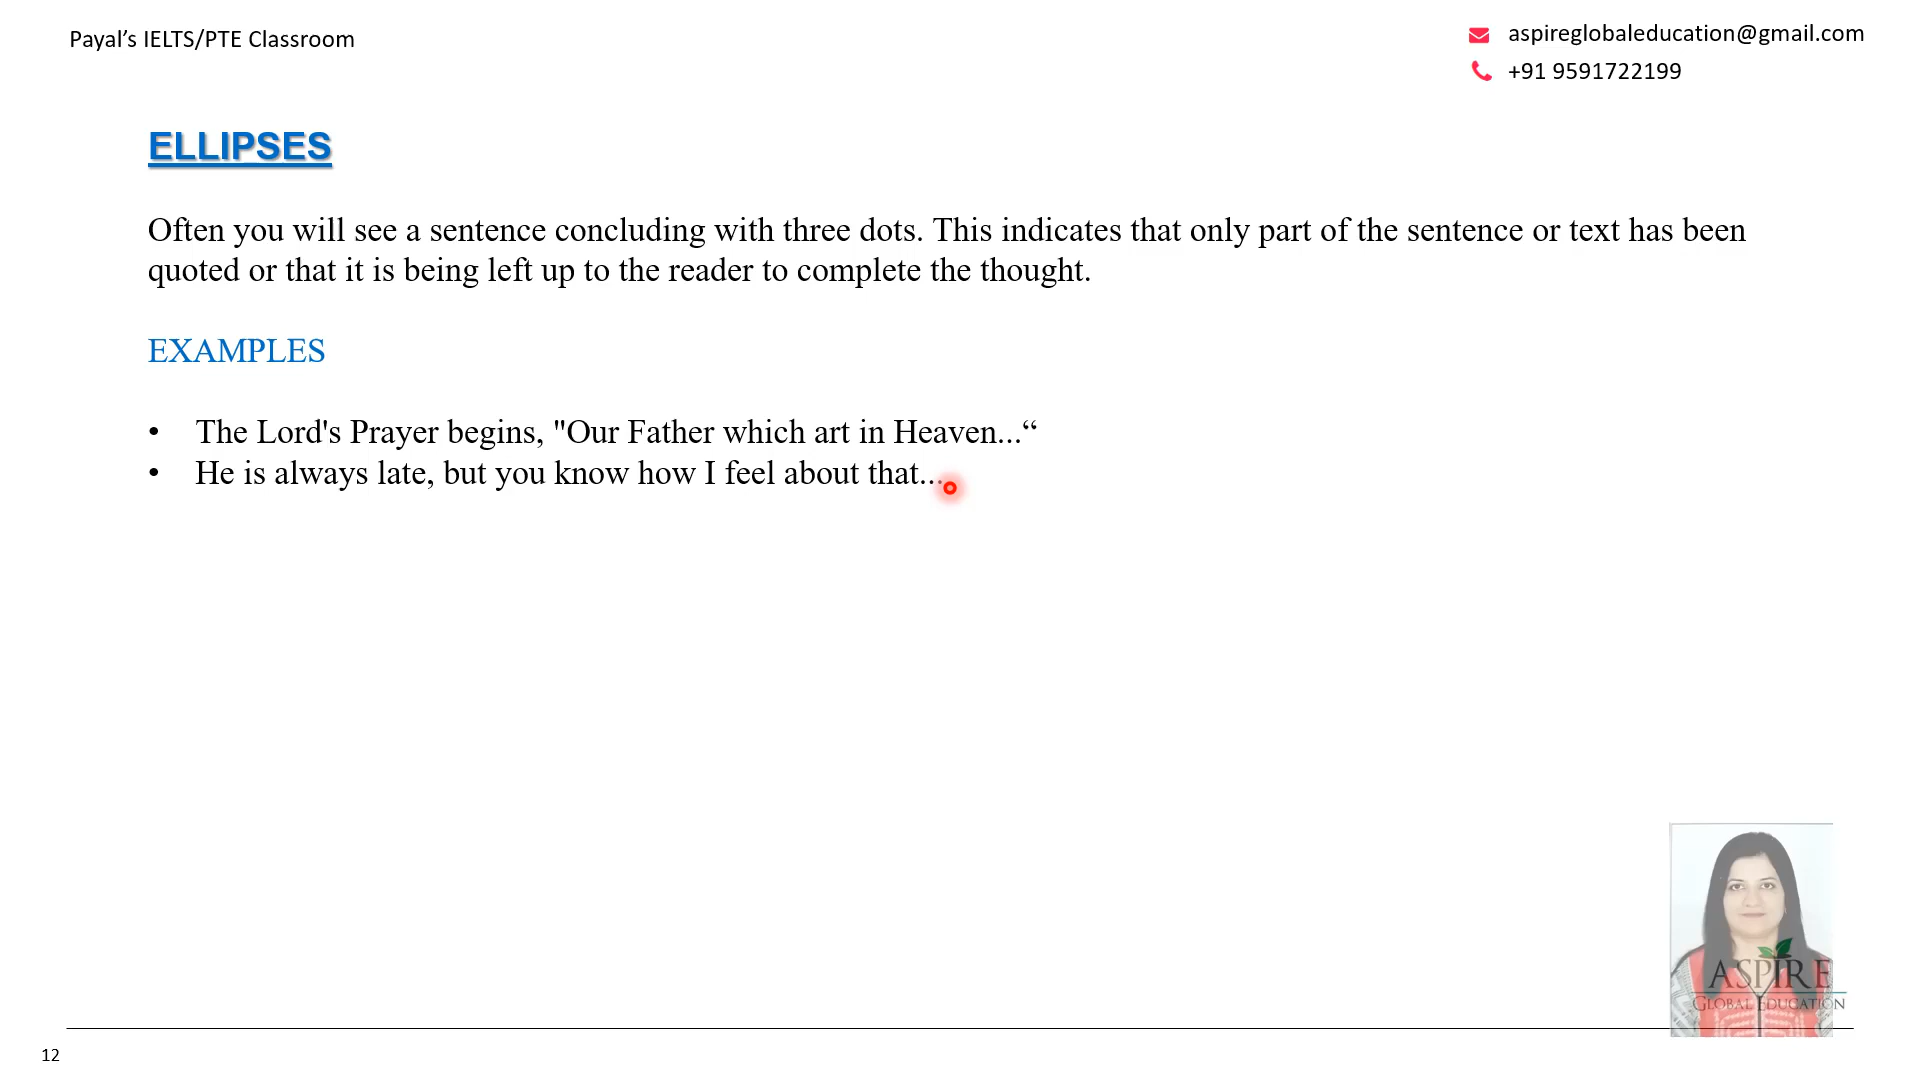 Payal’s IELTS/PTE Classroom
aspireglobaleducation@gmail.com
+91 9591722199
ELLIPSES
Often you will see a sentence concluding with three dots. This indicates that only part of the sentence or text has been
quoted or that it is being left up to the reader to complete the thought.
EXAMPLES
• The Lord's Prayer begins, "Our Father which art in Heaven...“
• He is always late, but you know how I feel about that...
ASPIRE
GLOBAL EDUCATION
12